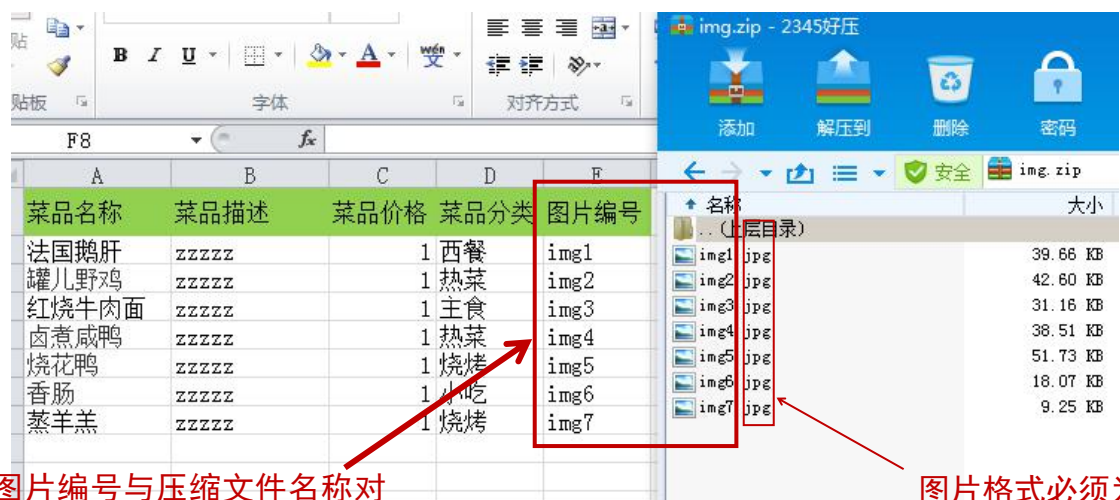 img.zip - 2345好压
B I U A wén 文
贴板 字体 对齐方式
添加 解压到 删除 密码
F8 fx
安全 img.zip
A B C D E
名称 大小
菜品名称 菜品描述 菜品价格 菜品分类 图片编号
..(上层目录)
法国鹅肝 zzzzz 1 西餐 img1
罐儿野鸡 zzzzz 1 热菜 img2
红烧牛肉面 zzzzz 1 主食 img3
卤煮咸鸭 zzzzz 1 热菜 img4
烧花鸭 zzzzz 1 烧烤 img5
香肠 zzzzz 1 小吃 img6
蒸羊羔 zzzzz 1 烧烤 img7
img1.jpg 39.66 KB
img2.jpg 42.60 KB
img3.jpg 31.16 KB
img4.jpg 38.51 KB
img5.jpg 51.73 KB
img6.jpg 18.07 KB
img7.jpg 9.25 KB
图片编号与压缩文件名称对
图片格式必须